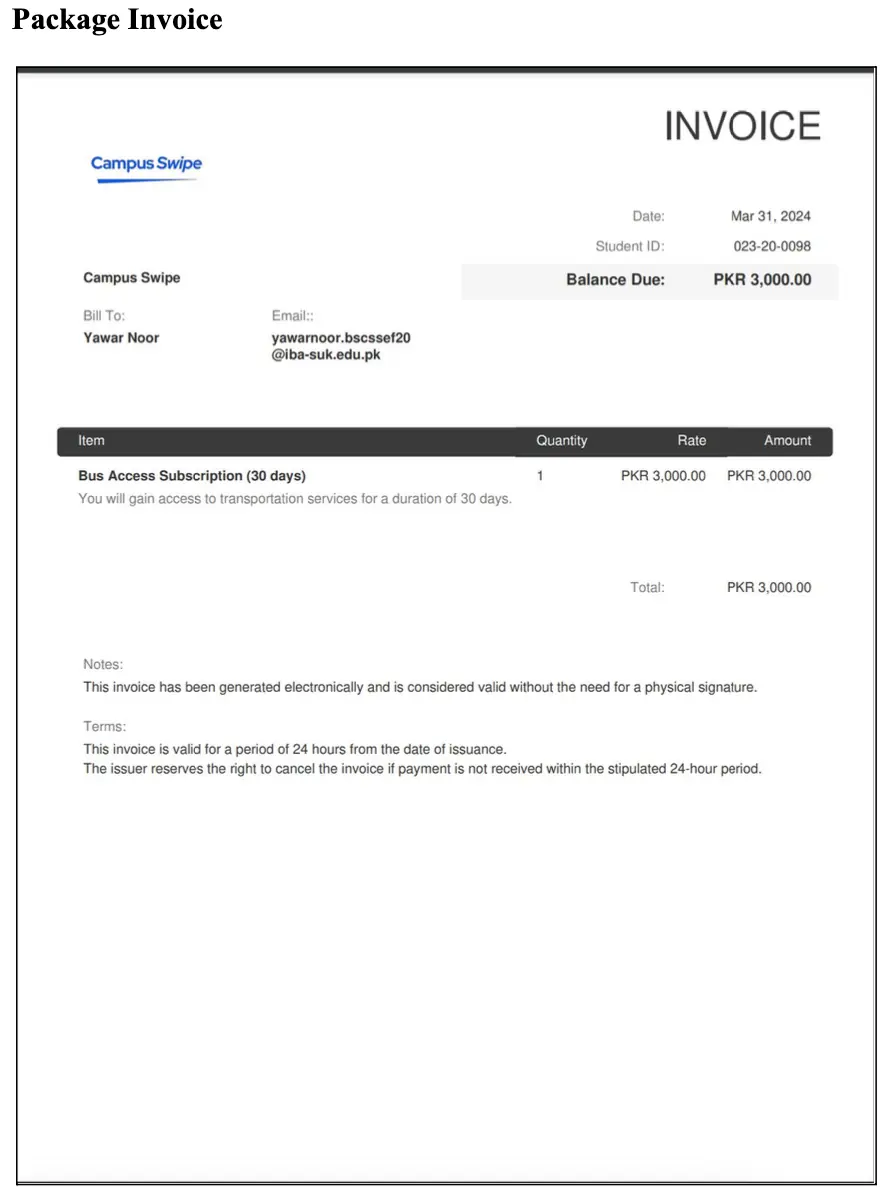 Package Invoice
INVOICE
Campus Swipe
Date: Mar 31, 2024
Student ID: 023-20-0098
Campus Swipe
Balance Due: PKR 3,000.00
Bill To: Email::
Yawar Noor yawarnoor.bscssef20
@iba-suk.edu.pk
Item Quantity Rate Amount
Bus Access Subscription (30 days) 1 PKR 3,000.00 PKR 3,000.00
You will gain access to transportation services for a duration of 30 days.
Total: PKR 3,000.00
Notes:
This invoice has been generated electronically and is considered valid without the need for a physical signature.
Terms:
This invoice is valid for a period of 24 hours from the date of issuance.
The issuer reserves the right to cancel the invoice if payment is not received within the stipulated 24-hour period.